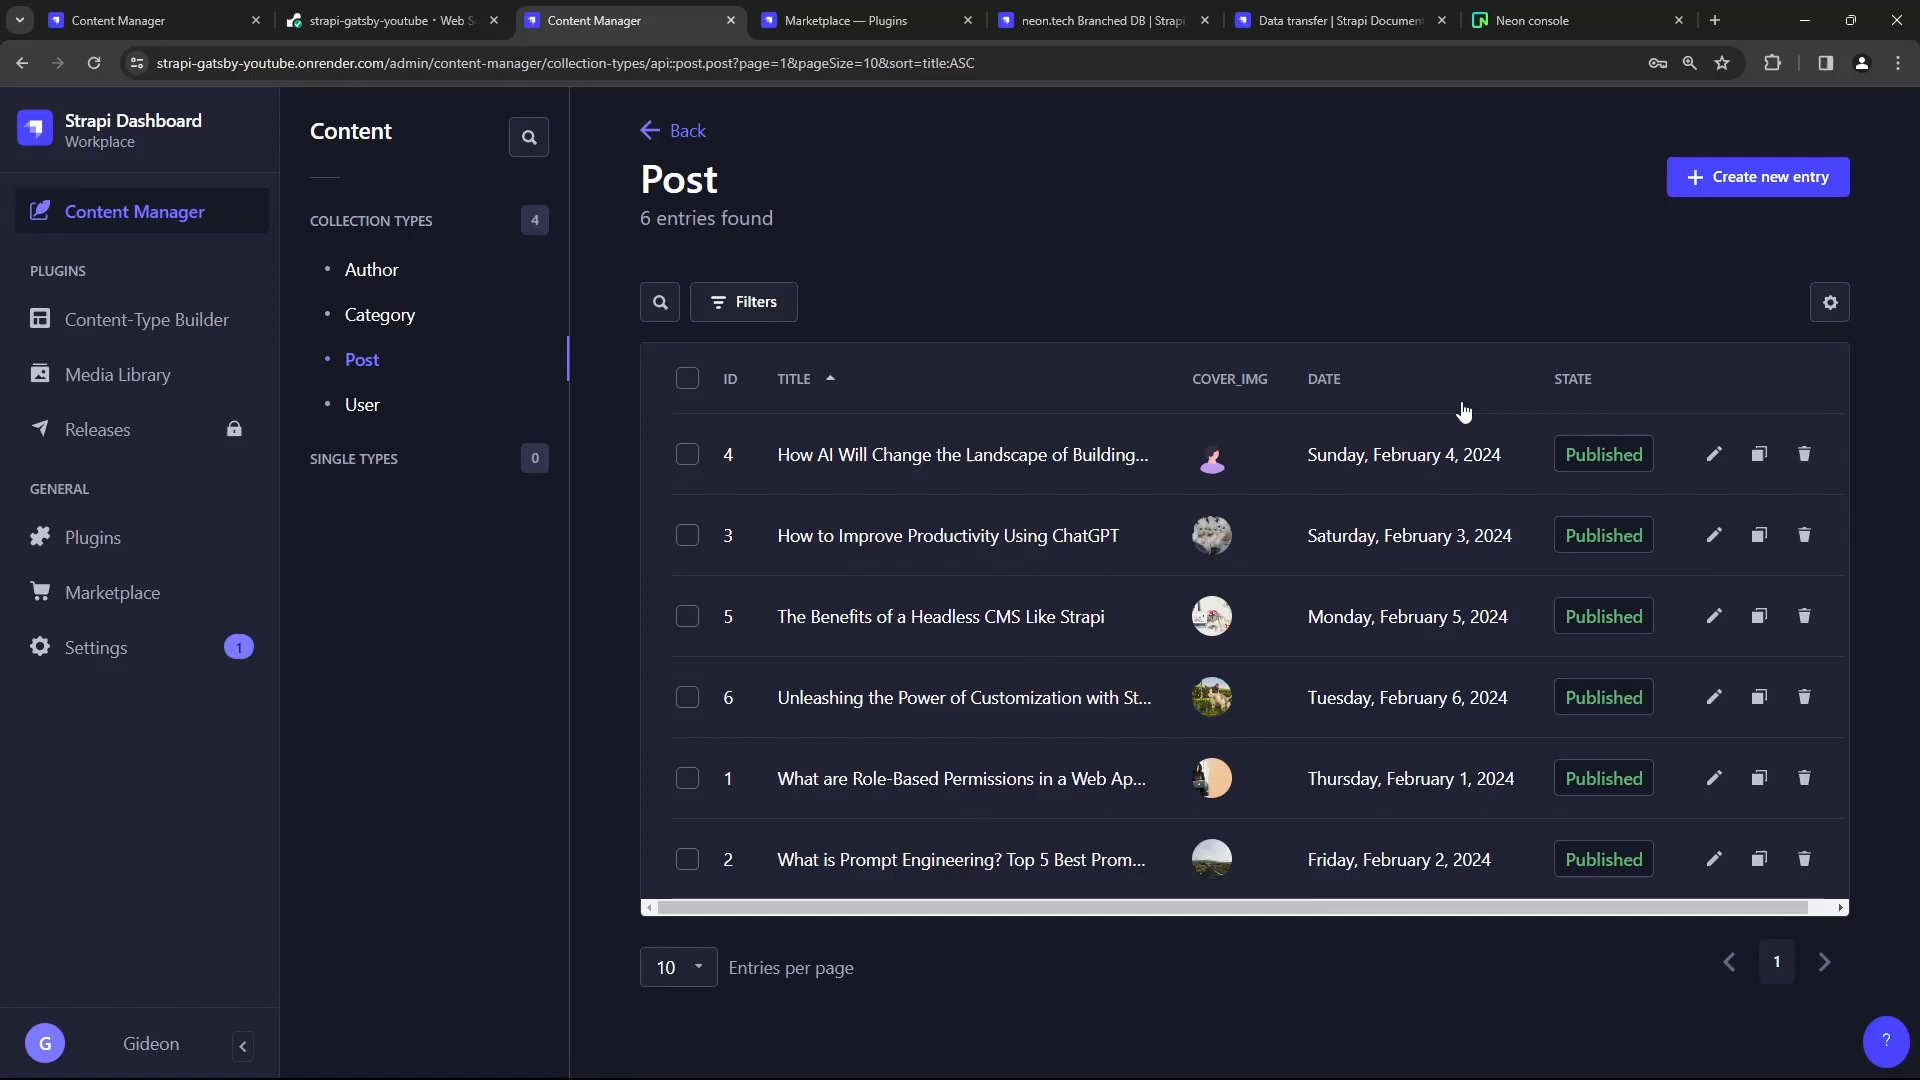 Content Manager
strapi-gatsby-youtube · Web S
Content Manager
Marketplace — Plugins
neon.tech Branched DB | Strapi
Data transfer | Strapi Document
Neon console
strapi-gatsby-youtube.onrender.com/admin/content-manager/collection-types/api::post.post?page=1&pageSize=10&sort=title:ASC
Strapi Dashboard
Workplace
Content Manager
PLUGINS
Content-Type Builder
Media Library
Releases
GENERAL
Plugins
Marketplace
Settings
1
G
Gideon
Content
COLLECTION TYPES
4
Author
Category
Post
User
SINGLE TYPES
0
Back
Post
6 entries found
Create new entry
Filters
ID TITLE COVER_IMG DATE STATE
4 How AI Will Change the Landscape of Building... Sunday, February 4, 2024 Published
3 How to Improve Productivity Using ChatGPT Saturday, February 3, 2024 Published
5 The Benefits of a Headless CMS Like Strapi Monday, February 5, 2024 Published
6 Unleashing the Power of Customization with St... Tuesday, February 6, 2024 Published
1 What are Role-Based Permissions in a Web Ap... Thursday, February 1, 2024 Published
2 What is Prompt Engineering? Top 5 Best Prom... Friday, February 2, 2024 Published
10 Entries per page
1
?